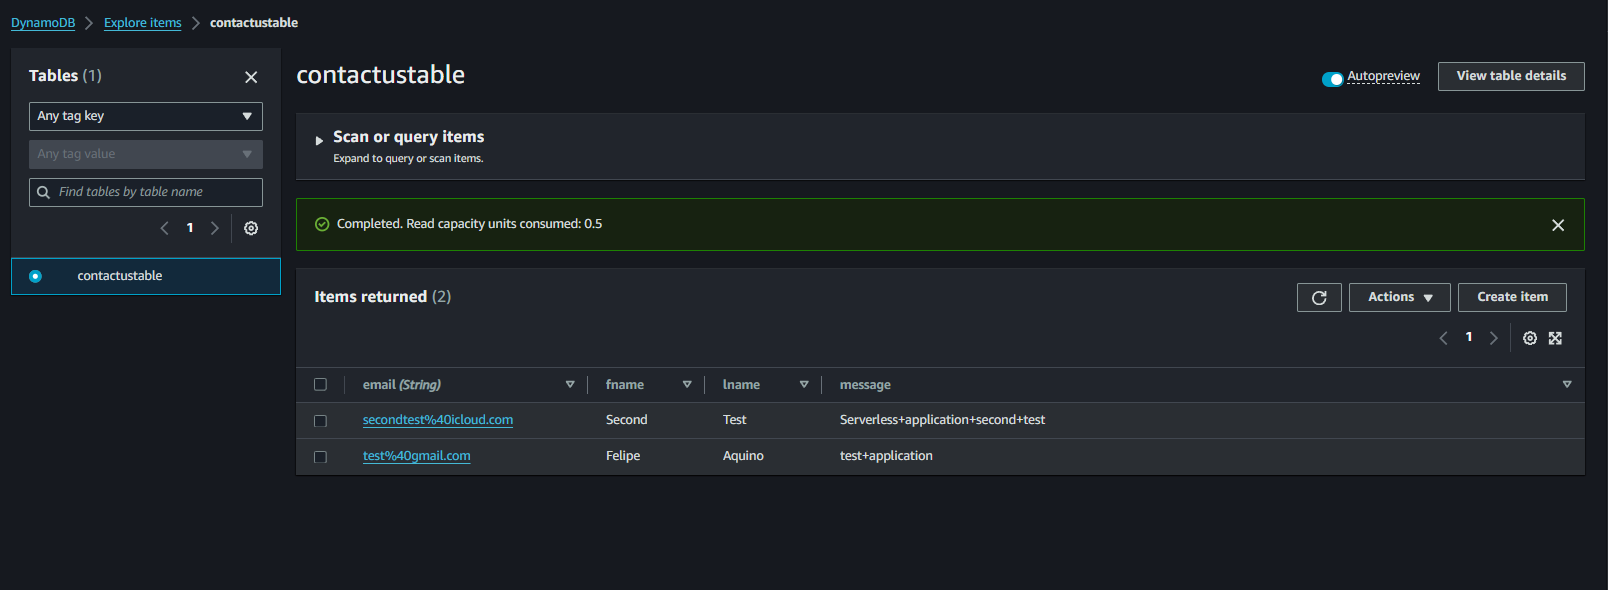 DynamoDB > Explore items > contactustable
Tables (1)
Any tag key
Any tag value
Find tables by table name
1
contactustable
contactustable
Autopreview
View table details
Scan or query items
Expand to query or scan items.
Completed. Read capacity units consumed: 0.5
Items returned (2)
Actions
Create item
1
email (String) fname lname message
secondtest%40icloud.com Second Test Serverless+application+second+test
test%40gmail.com Felipe Aquino test+application